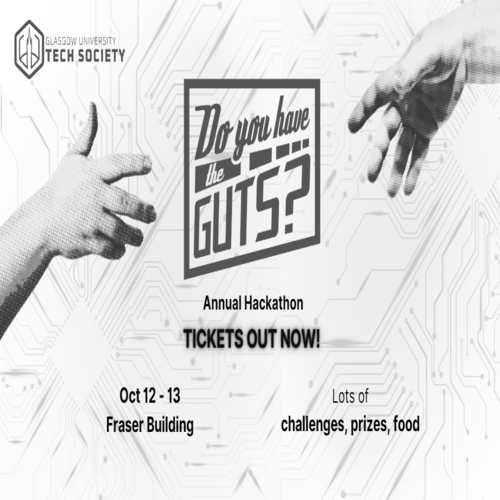 GLASGOW UNIVERSITY
TECH SOCIETY
Do you have
the
GUTS?
Annual Hackathon
TICKETS OUT NOW!
Oct 12 - 13
Fraser Building
Lots of
challenges, prizes, food